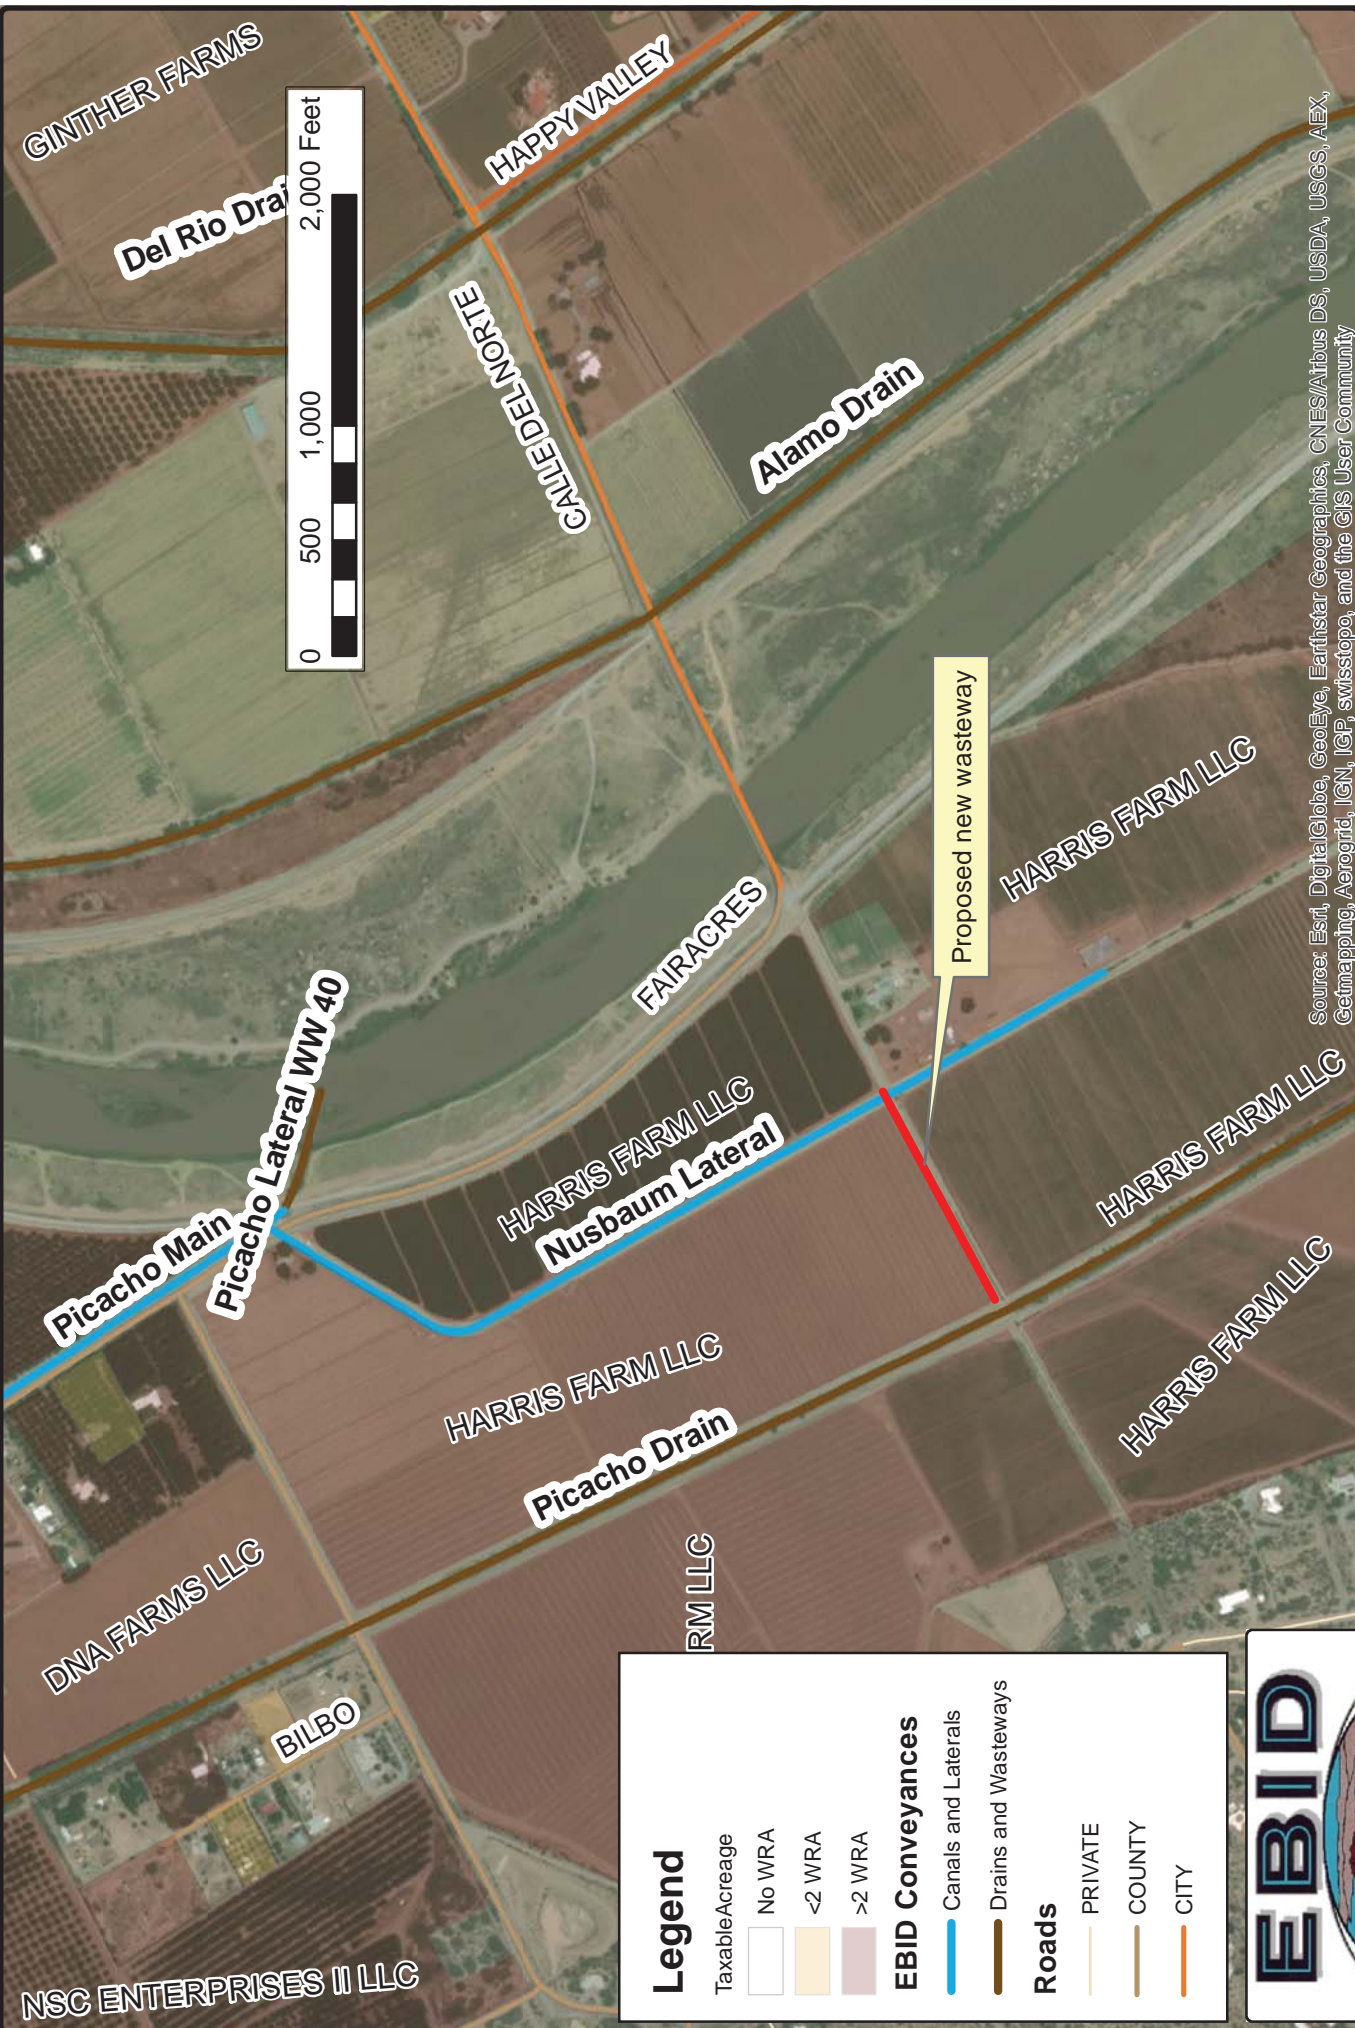 GINTHER FARMS
Del Rio Drai
HAPPY VALLEY
0 500 1,000 2,000 Feet
CALLE DEL NORTE
Alamo Drain
FAIRACRES
Picacho Main
Picacho Lateral WW 40
HARRIS FARM LLC
Nusbaum Lateral
Proposed new wasteway
HARRIS FARM LLC
HARRIS FARM LLC
HARRIS FARM LLC
HARRIS FARM LLC
Picacho Drain
DNA FARMS LLC
BILBO
RM LLC
NSC ENTERPRISES II LLC
Legend
TaxableAcreage
No WRA
<2 WRA
>2 WRA
EBID Conveyances
Canals and Laterals
Drains and Wasteways
Roads
PRIVATE
COUNTY
CITY
EBID
Source: Esri, DigitalGlobe, GeoEye, Earthstar Geographics, CNES/Airbus DS, USDA, USGS, AEX,
Getmapping, Aerogrid, IGN, IGP, swisstopo, and the GIS User Community